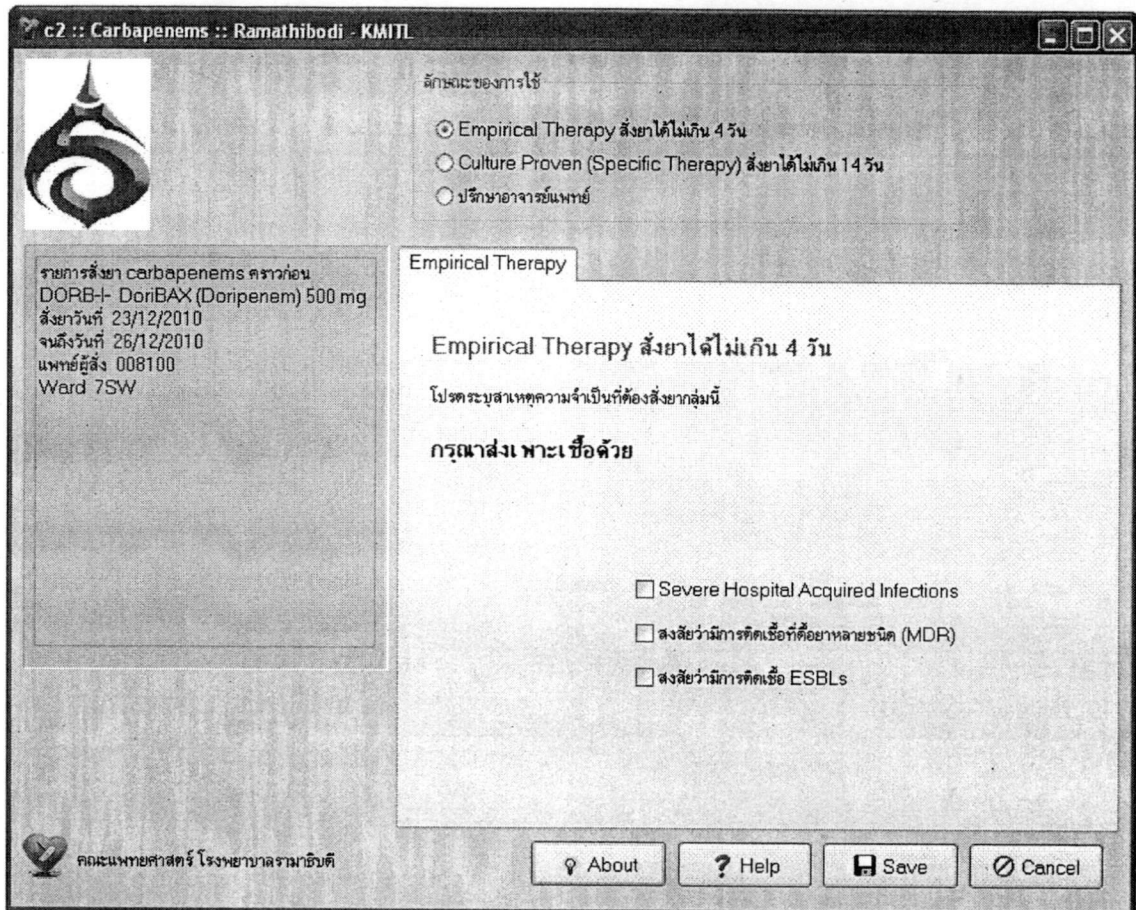 c2 :: Carbapenems :: Ramathibodi - KMITL
ลักษณะของการใช้
Empirical Therapy สั่งยาได้ไม่เกิน 4 วัน
Culture Proven (Specific Therapy) สั่งยาได้ไม่เกิน 14 วัน
ปรึกษาอาจารย์แพทย์
รายการสั่งยา carbapenems คราวก่อน
DORB-I- DoriBAX (Doripenem) 500 mg
สั่งยาวันที่ 23/12/2010
จนถึงวันที่ 26/12/2010
แพทย์ผู้สั่ง 008100
Ward 7SW
Empirical Therapy
Empirical Therapy สั่งยาได้ไม่เกิน 4 วัน
โปรดระบุสาเหตุความจำเป็นที่ต้องสั่งยากลุ่มนี้
กรุณาส่งเพาะเชื้อด้วย
Severe Hospital Acquired Infections
สงสัยว่ามีการติดเชื้อที่ดื้อยาหลายชนิด (MDR)
สงสัยว่ามีการติดเชื้อ ESBLs
คณะแพทยศาสตร์ โรงพยาบาลรามาธิบดี
About
? Help
Save
Cancel